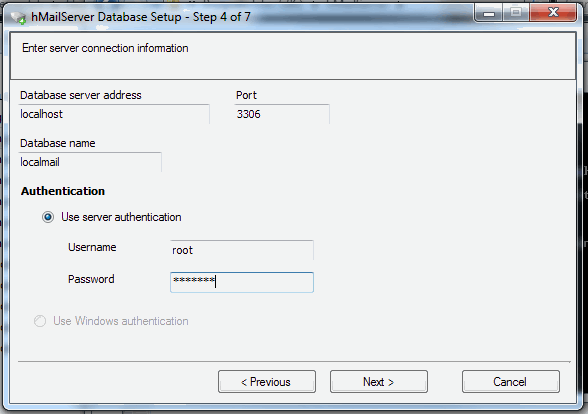 hMailServer Database Setup - Step 4 of 7
Enter server connection information
Database server address Port
localhost 3306
Database name
localmail
Authentication
Use server authentication
Username root
Password *******
Use Windows authentication
< Previous Next > Cancel